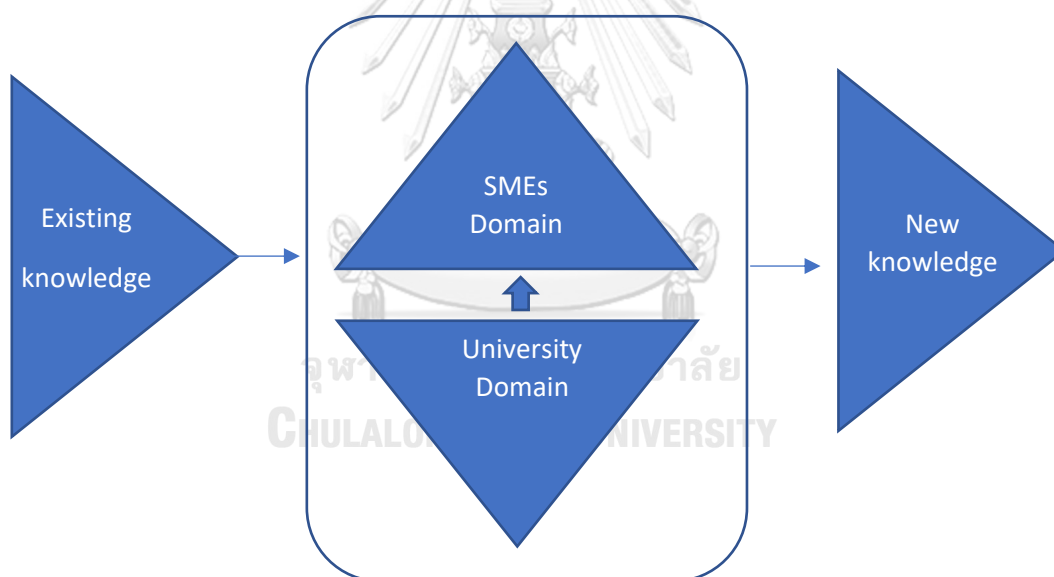 Existing
knowledge
SMEs
Domain
University
Domain
New
knowledge